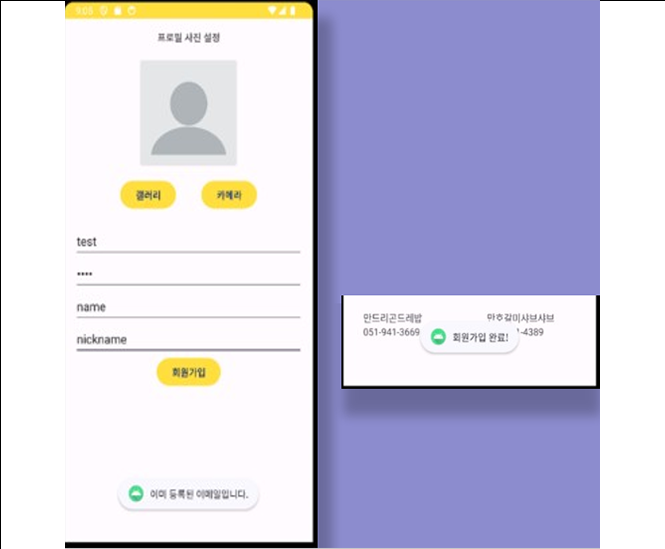 9:05
프로필 사진 설정
갤러리
카메라
test
••••
name
nickname
회원가입
이미 등록된 이메일입니다.
만드리곤드레밥
만호갈미샤브샤브
051-941-3669
-4389
회원가입 완료!